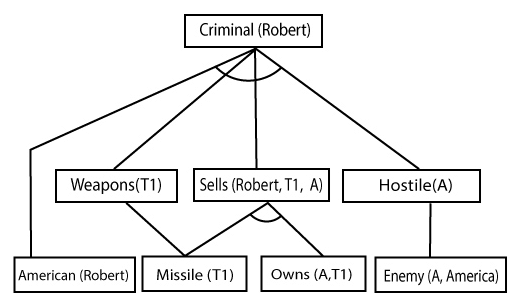 Criminal (Robert)
Weapons(T1)
Sells (Robert, T1, A)
Hostile(A)
American (Robert)
Missile (T1)
Owns (A,T1)
Enemy (A, America)